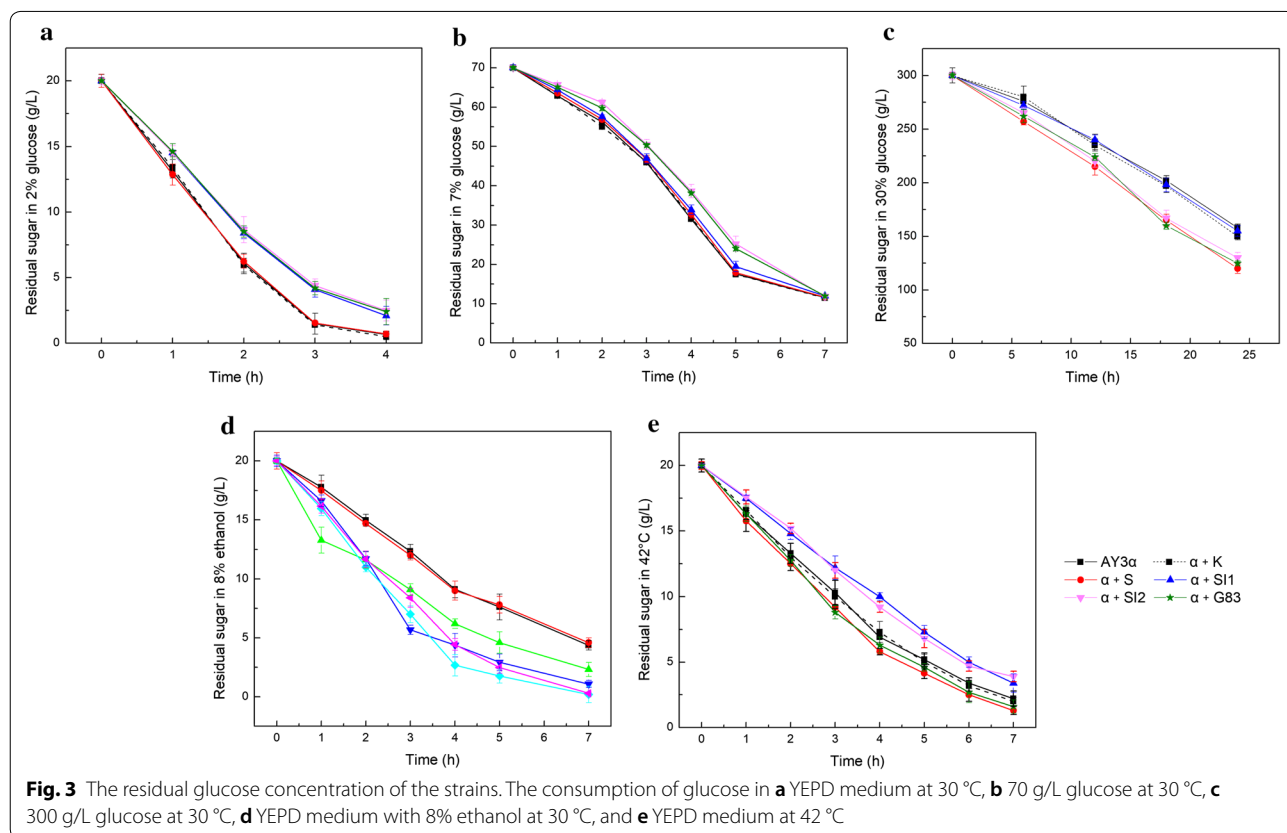 a
Residual sugar in 2% glucose (g/L)
20
15
10
5
0
0 1 2 3 4
Time (h)
b
Residual sugar in 7% glucose (g/L)
70
60
50
40
30
20
10
0
0 1 2 3 4 5 6 7
Time (h)
c
Residual sugar in 30% glucose (g/L)
300
250
200
150
100
50
0 5 10 15 20 25
Time (h)
d
Residual sugar in 8% ethanol (g/L)
20
15
10
5
0
0 1 2 3 4 5 6 7
Time (h)
e
Residual sugar in 42°C (g/L)
20
15
10
5
0
0 1 2 3 4 5 6 7
Time (h)
AY3α α + K
α + S α + SI1
α + SI2 α + G83
Fig. 3 The residual glucose concentration of the strains. The consumption of glucose in a YEPD medium at 30 °C, b 70 g/L glucose at 30 °C, c
300 g/L glucose at 30 °C, d YEPD medium with 8% ethanol at 30 °C, and e YEPD medium at 42 °C